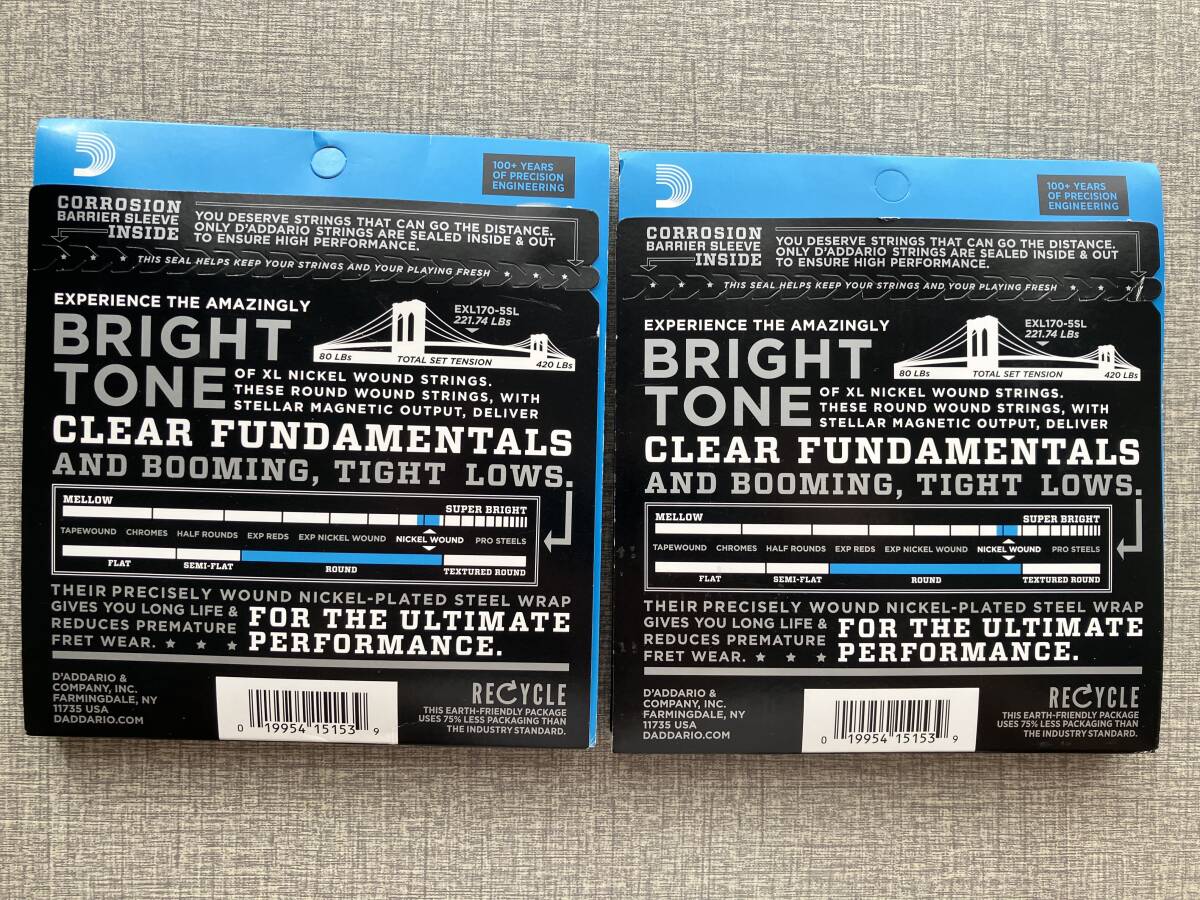 100+ YEARS
OF PRECISION
ENGINEERING
CORROSION
BARRIER SLEEVE
INSIDE
YOU DESERVE STRINGS THAT CAN GO THE DISTANCE.
ONLY D'ADDARIO STRINGS ARE SEALED INSIDE & OUT
TO ENSURE HIGH PERFORMANCE.
THIS SEAL HELPS KEEP YOUR STRINGS AND YOUR PLAYING FRESH
EXPERIENCE THE AMAZINGLY
BRIGHT
TONE
EXL170-5SL
221.74 LBs
80 LBs
TOTAL SET TENSION
420 LBs
OF XL NICKEL WOUND STRINGS.
THESE ROUND WOUND STRINGS, WITH
STELLAR MAGNETIC OUTPUT, DELIVER
CLEAR FUNDAMENTALS
AND BOOMING, TIGHT LOWS.
MELLOW
SUPER BRIGHT
TAPEWOUND CHROMES HALF ROUNDS EXP REDS EXP NICKEL WOUND NICKEL WOUND PRO STEELS
FLAT SEMI-FLAT ROUND TEXTURED ROUND
THEIR PRECISELY WOUND NICKEL-PLATED STEEL WRAP
GIVES YOU LONG LIFE &
REDUCES PREMATURE
FRET WEAR.
FOR THE ULTIMATE
PERFORMANCE.
D'ADDARIO &
COMPANY, INC.
FARMINGDALE, NY
11735 USA
DADDARIO.COM
0 19954 15153 9
RECYCLE
THIS EARTH-FRIENDLY PACKAGE
USES 75% LESS PACKAGING THAN
THE INDUSTRY STANDARD.
100+ YEARS
OF PRECISION
ENGINEERING
CORROSION
BARRIER SLEEVE
INSIDE
YOU DESERVE STRINGS THAT CAN GO THE DISTANCE.
ONLY D'ADDARIO STRINGS ARE SEALED INSIDE & OUT
TO ENSURE HIGH PERFORMANCE.
THIS SEAL HELPS KEEP YOUR STRINGS AND YOUR PLAYING FRESH
EXPERIENCE THE AMAZINGLY
BRIGHT
TONE
EXL170-5SL
221.74 LBs
80 LBs
TOTAL SET TENSION
420 LBs
OF XL NICKEL WOUND STRINGS.
THESE ROUND WOUND STRINGS, WITH
STELLAR MAGNETIC OUTPUT, DELIVER
CLEAR FUNDAMENTALS
AND BOOMING, TIGHT LOWS.
MELLOW
SUPER BRIGHT
TAPEWOUND CHROMES HALF ROUNDS EXP REDS EXP NICKEL WOUND NICKEL WOUND PRO STEELS
FLAT SEMI-FLAT ROUND TEXTURED ROUND
THEIR PRECISELY WOUND NICKEL-PLATED STEEL WRAP
GIVES YOU LONG LIFE &
REDUCES PREMATURE
FRET WEAR.
FOR THE ULTIMATE
PERFORMANCE.
D'ADDARIO &
COMPANY, INC.
FARMINGDALE, NY
11735 USA
DADDARIO.COM
0 19954 15153 9
RECYCLE
THIS EARTH-FRIENDLY PACKAGE
USES 75% LESS PACKAGING THAN
THE INDUSTRY STANDARD.